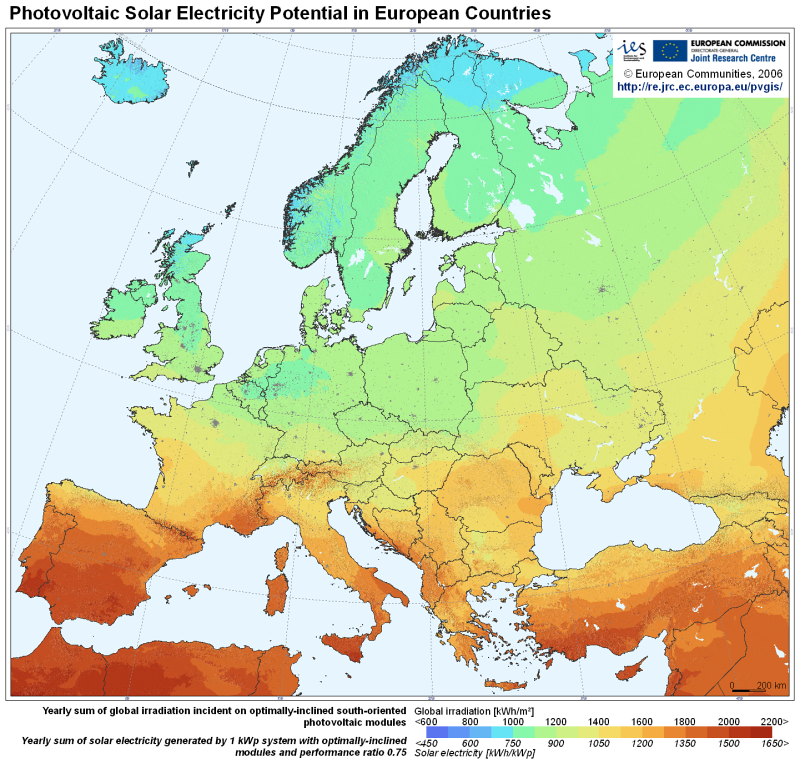 Photovoltaic Solar Electricity Potential in European Countries
ies
EUROPEAN COMMISSION
DIRECTORATE-GENERAL
Joint Research Centre
© European Communities, 2006
http://re.jrc.ec.europa.eu/pvgis/
0 200 km
Yearly sum of global irradiation incident on optimally-inclined south-oriented
photovoltaic modules
Yearly sum of solar electricity generated by 1 kWp system with optimally-inclined
modules and performance ratio 0.75
Global irradiation [kWh/m²]
<600 800 1000 1200 1400 1600 1800 2000 2200>
<450 600 750 900 1050 1200 1350 1500 1650>
Solar electricity [kWh/kWp]